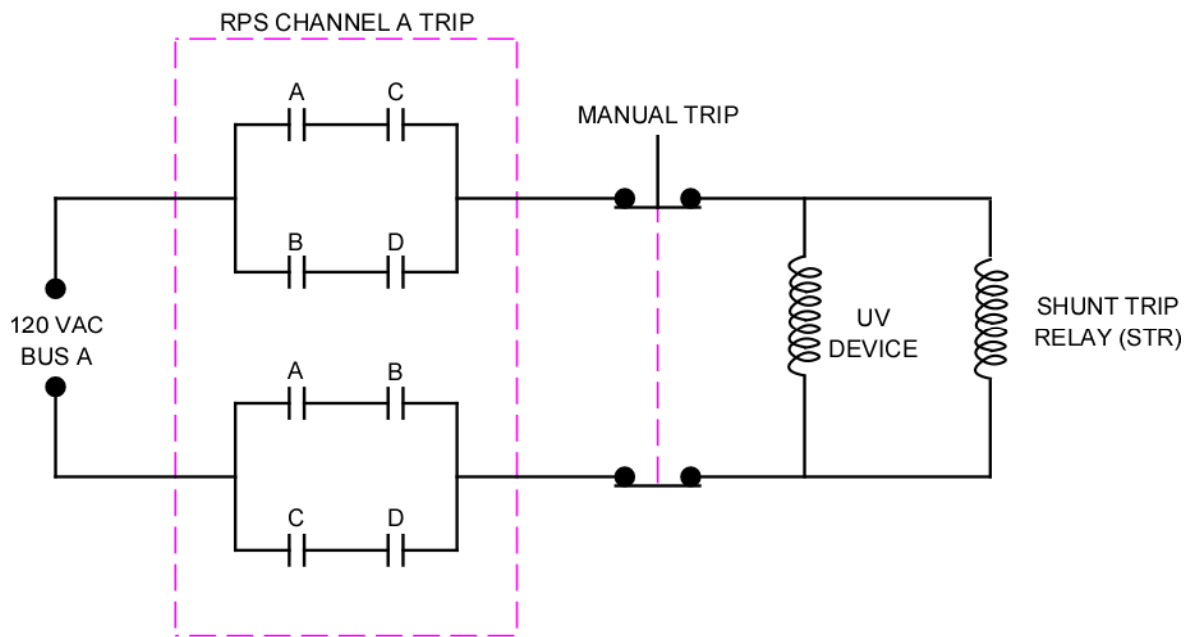 RPS CHANNEL A TRIP
A C
MANUAL TRIP
B D
120 VAC
BUS A
UV
DEVICE
SHUNT TRIP
RELAY (STR)
A B
C D